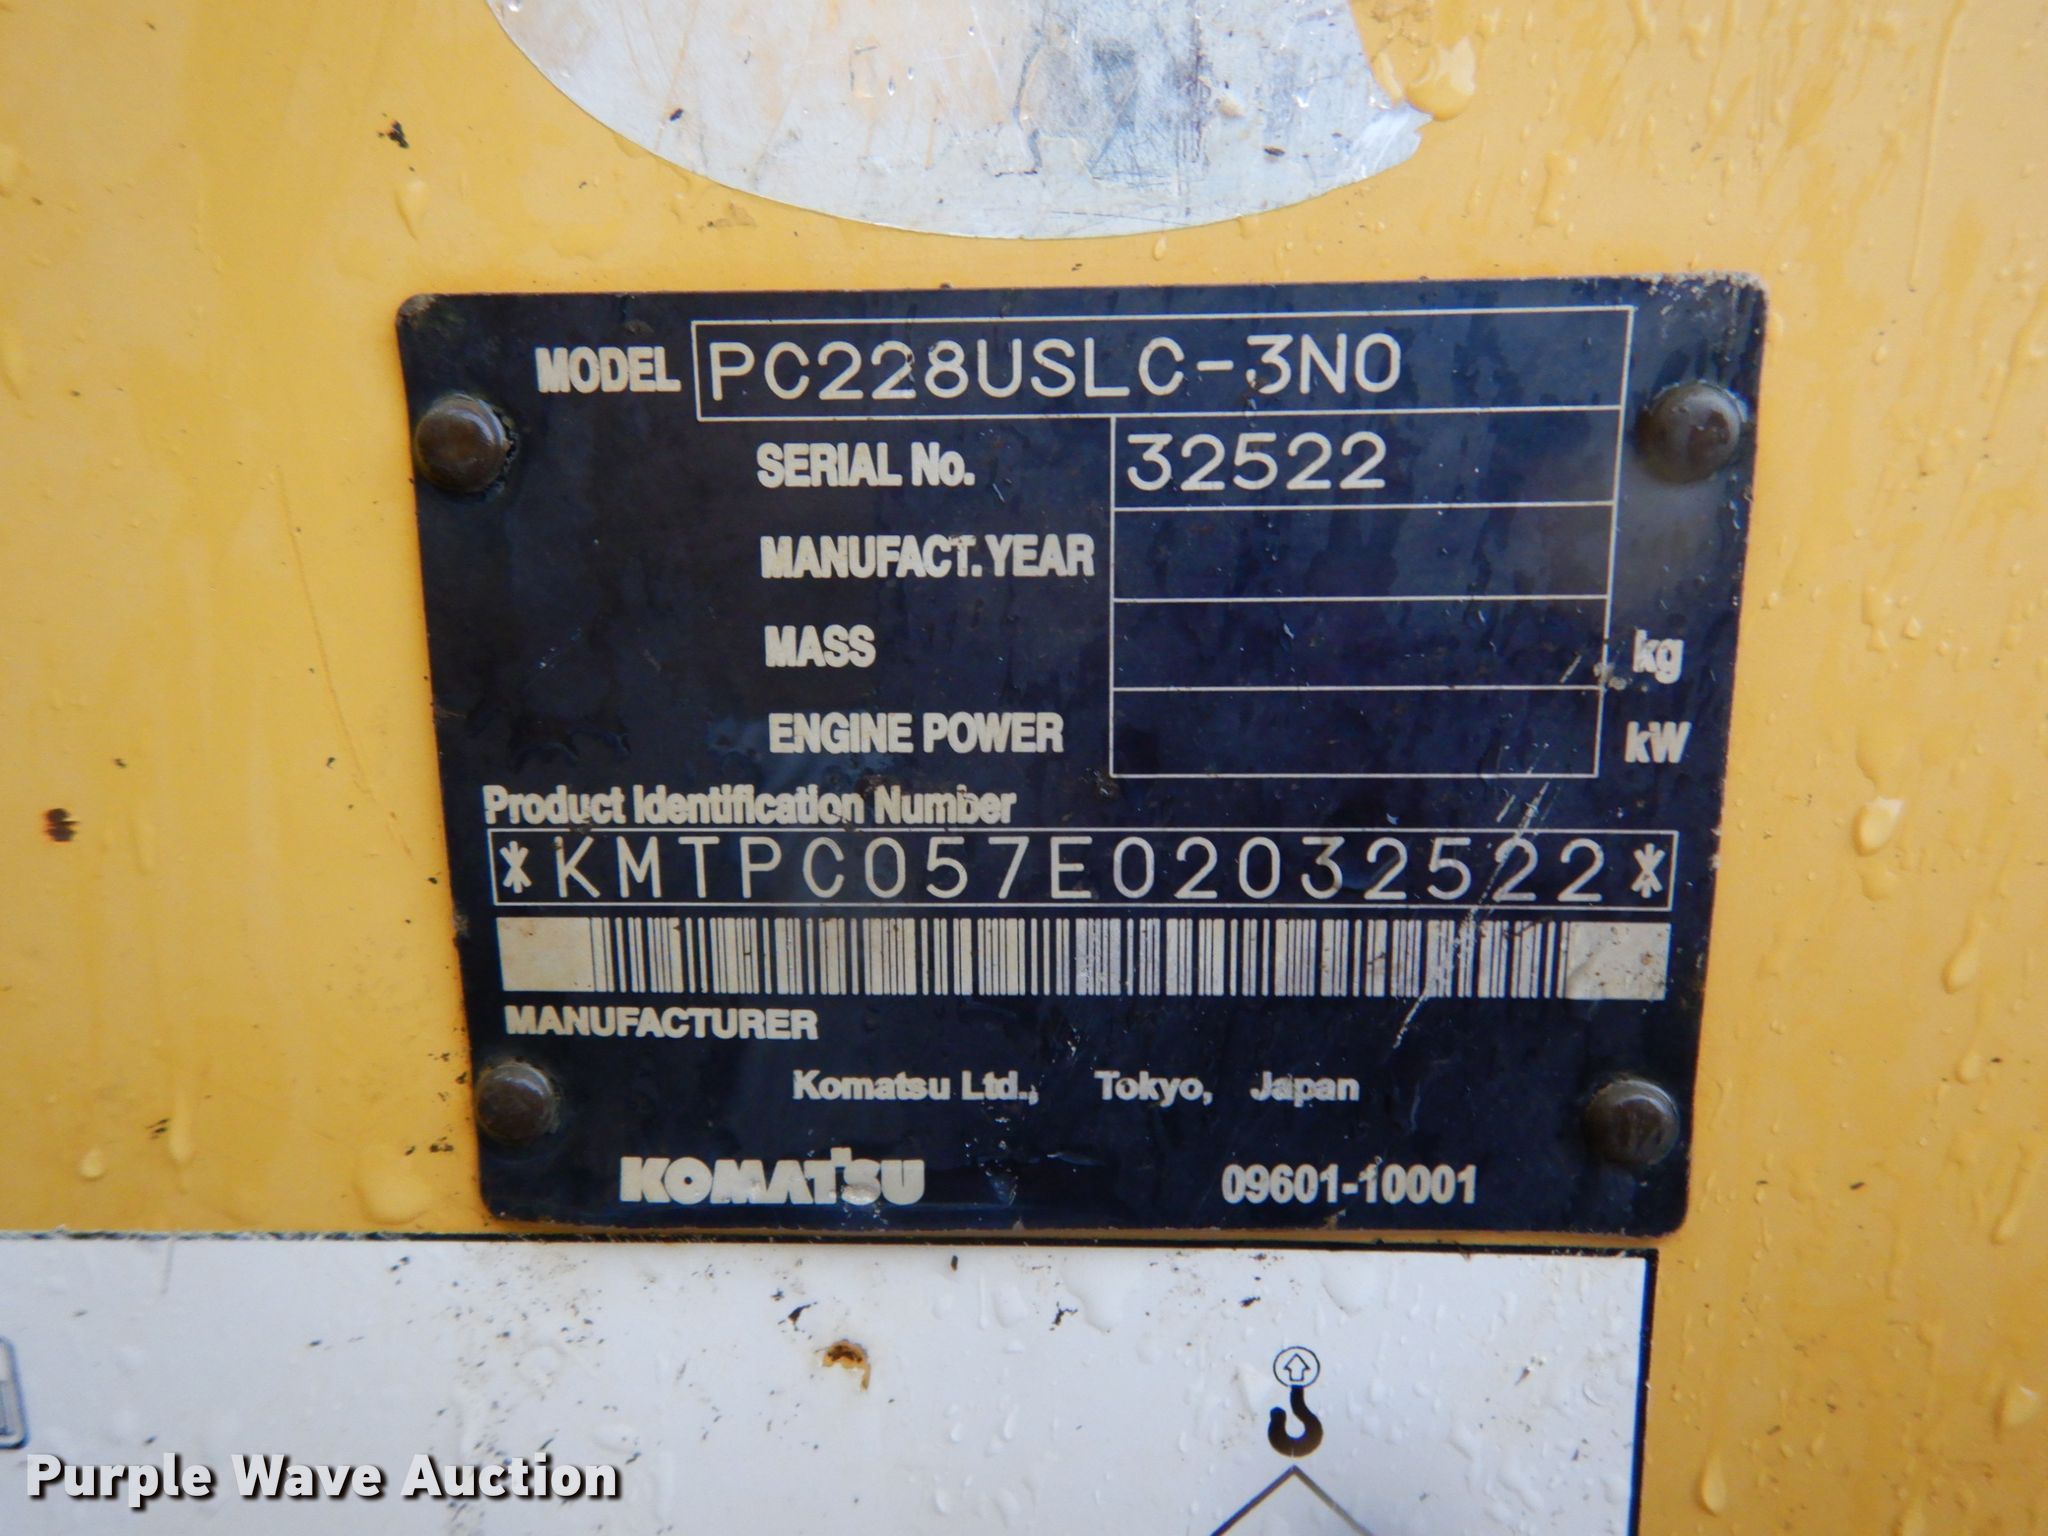 MODEL PC228USLC-3N0
SERIAL No. 32522
MANUFACT. YEAR
MASS kg
ENGINE POWER kW
Product Identification Number
*KMTPC057E02032522*
MANUFACTURER
Komatsu Ltd., Tokyo, Japan
KOMATSU 09601-10001
Purple Wave Auction